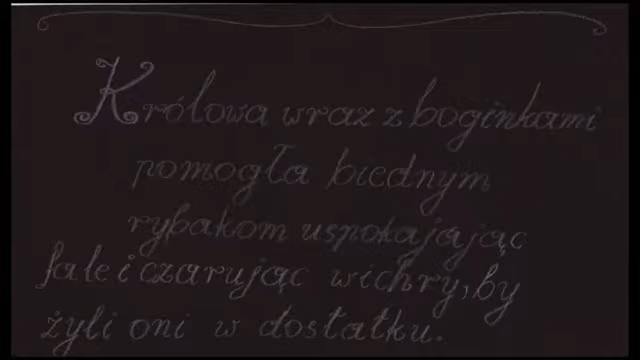 Królowa wraz z boginkami
pomogła biednym
rybakom uspokajając
fale i czarując wichry, by
żyli oni w dostatku.